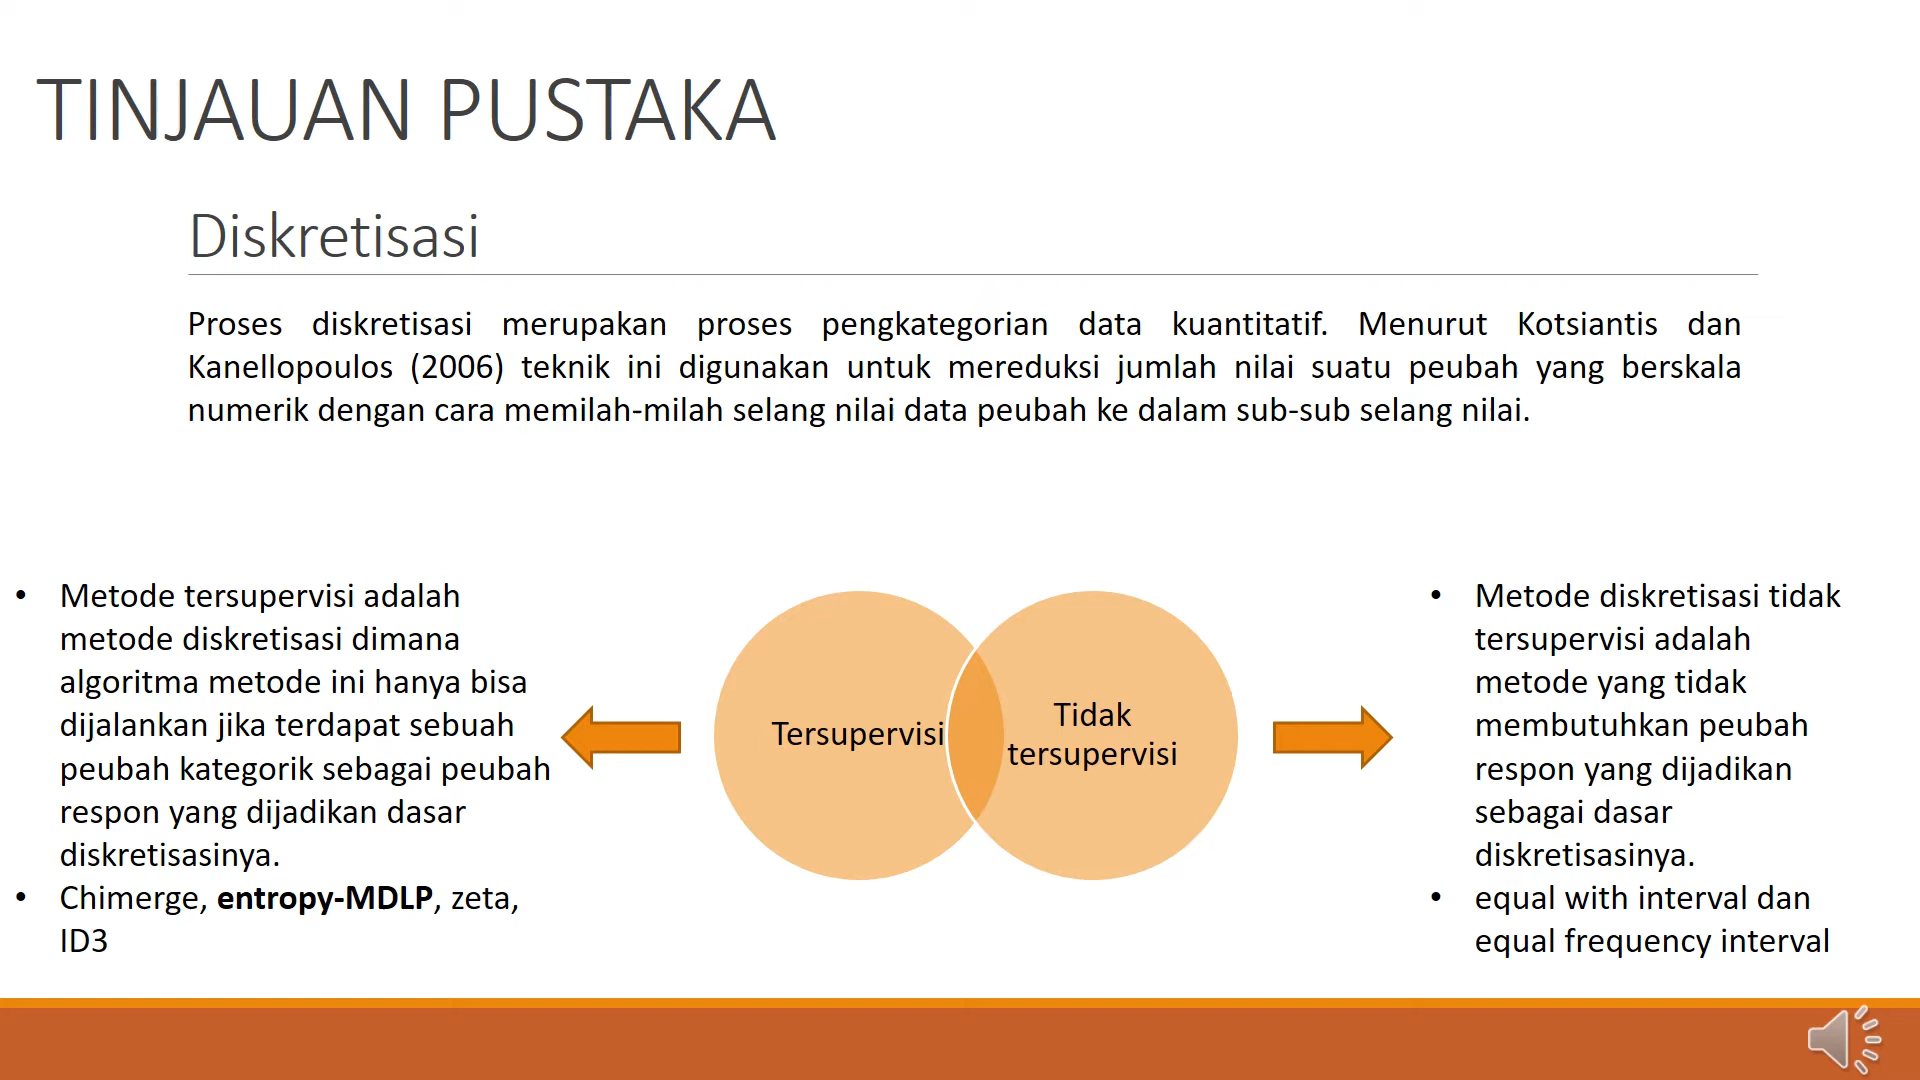 TINJAUAN PUSTAKA
Diskretisasi
Proses diskretisasi merupakan proses pengkategorian data kuantitatif. Menurut Kotsiantis dan
Kanellopoulos (2006) teknik ini digunakan untuk mereduksi jumlah nilai suatu peubah yang berskala
numerik dengan cara memilah-milah selang nilai data peubah ke dalam sub-sub selang nilai.
• Metode tersupervisi adalah
metode diskretisasi dimana
algoritma metode ini hanya bisa
dijalankan jika terdapat sebuah
peubah kategorik sebagai peubah
respon yang dijadikan dasar
diskretisasinya.
• Chimerge, entropy-MDLP, zeta,
ID3
Tersupervisi
Tidak
tersupervisi
• Metode diskretisasi tidak
tersupervisi adalah
metode yang tidak
membutuhkan peubah
respon yang dijadikan
sebagai dasar
diskretisasinya.
• equal with interval dan
equal frequency interval